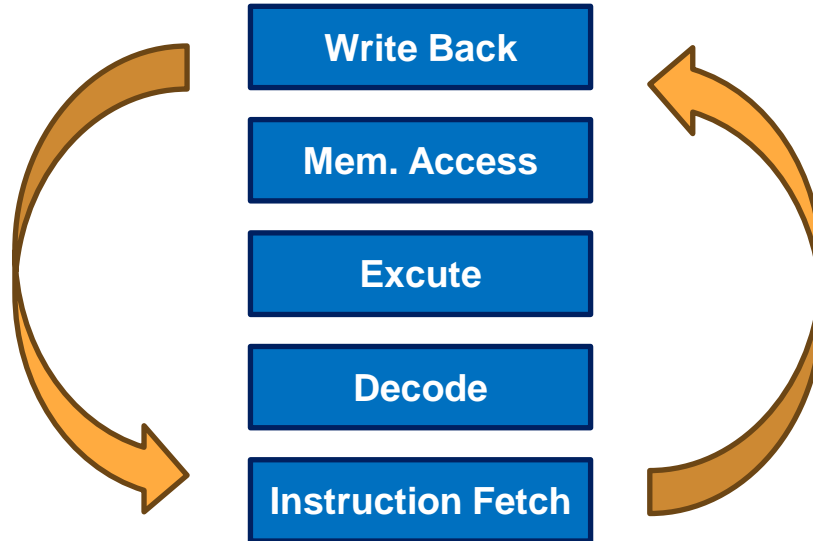 Write Back
Mem. Access
Excute
Decode
Instruction Fetch